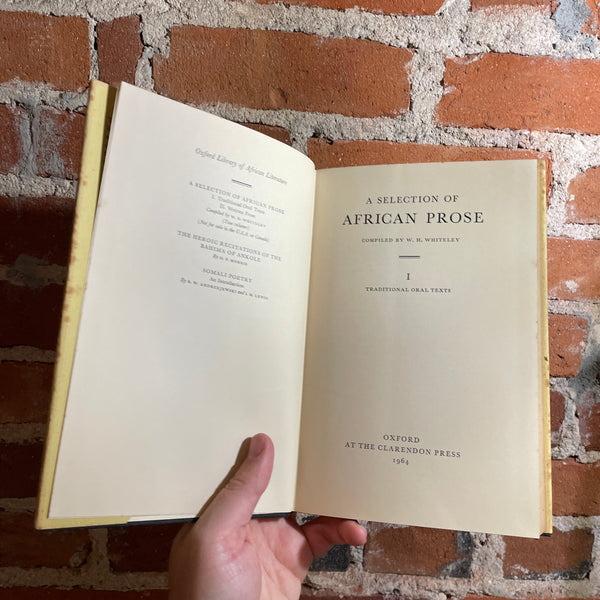 Oxford Library of African Literature
A SELECTION OF AFRICAN PROSE
I. Traditional Oral Texts
II. Written Prose
Compiled by W. H. WHITELEY
(Two volumes)
(Not for sale in the U.S.A. or Canada)
THE HEROIC RECITATIONS OF THE
BAHIMA OF ANKOLE
By H. F. MORRIS
SOMALI POETRY
An Introduction
By B. W. ANDRZEJEWSKI and I. M. LEWIS
A SELECTION OF
AFRICAN PROSE
COMPILED BY W. H. WHITELEY
I
TRADITIONAL ORAL TEXTS
OXFORD
AT THE CLARENDON PRESS
1964